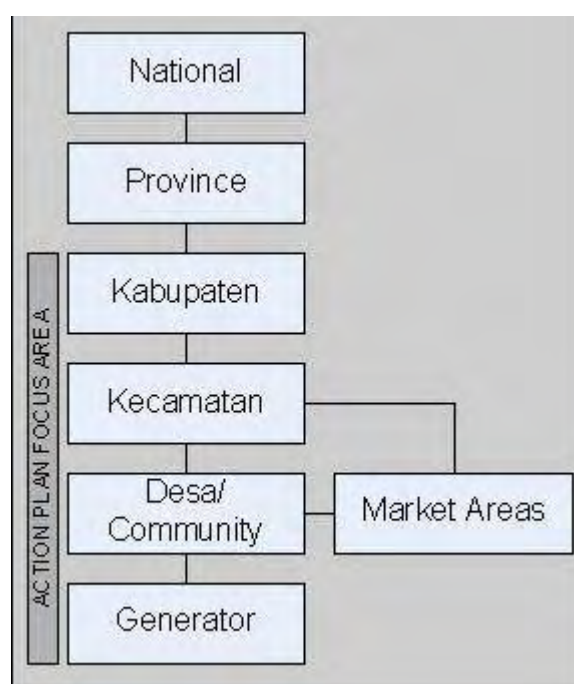 National
Province
Kabupaten
Kecamatan
Desa/
Community
Market Areas
Generator
ACTION PLAN FOCUS AREA